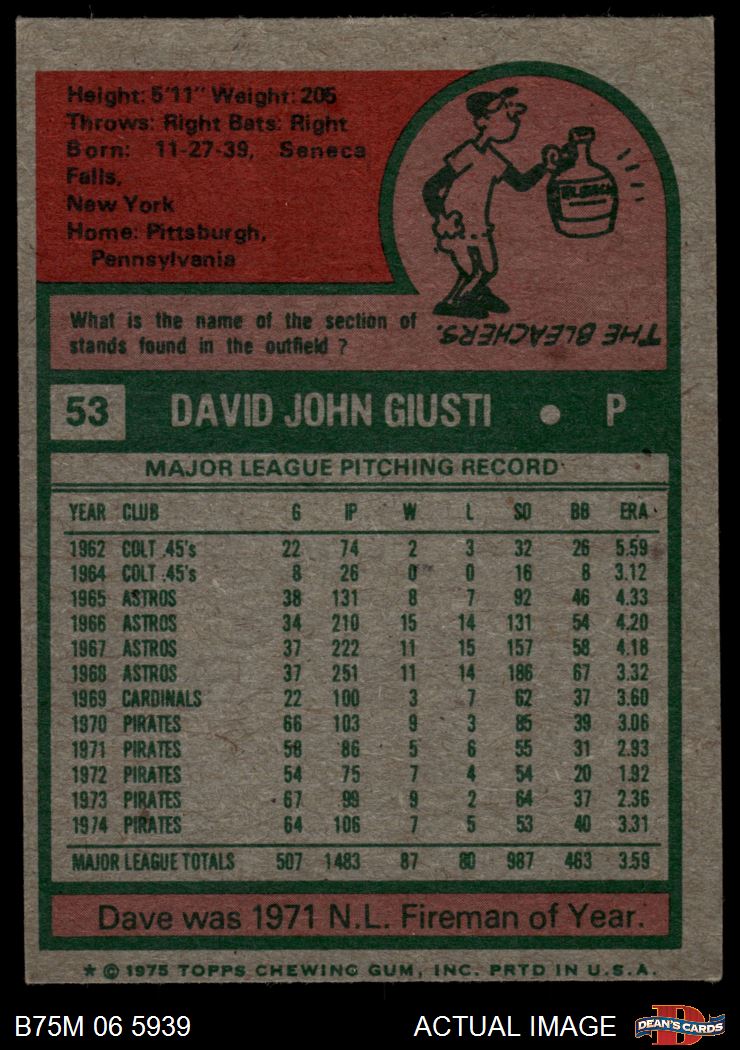 Height: 5'11" Weight: 205
Throws: Right Bats: Right
Born: 11-27-39, Seneca
Falls,
New York
Home: Pittsburgh,
Pennsylvania
BLEACH
THE BLEACHERS.
What is the name of the section of
stands found in the outfield ?
53 DAVID JOHN GIUSTI • P
MAJOR LEAGUE PITCHING RECORD
YEAR CLUB G IP W L SO BB ERA
1962 COLT .45's 22 74 2 3 32 26 5.59
1964 COLT .45's 8 26 0 0 16 8 3.12
1965 ASTROS 38 131 8 7 92 46 4.33
1966 ASTROS 34 210 15 14 131 54 4.20
1967 ASTROS 37 222 11 15 157 58 4.18
1968 ASTROS 37 251 11 14 186 67 3.32
1969 CARDINALS 22 100 3 7 62 37 3.60
1970 PIRATES 66 103 9 3 85 39 3.06
1971 PIRATES 58 86 5 6 55 31 2.93
1972 PIRATES 54 75 7 4 54 20 1.92
1973 PIRATES 67 99 9 2 64 37 2.36
1974 PIRATES 64 106 7 5 53 40 3.31
MAJOR LEAGUE TOTALS 507 1483 87 80 987 463 3.59
Dave was 1971 N.L. Fireman of Year.
★ © 1975 TOPPS CHEWING GUM, INC. PRTD IN U.S.A.
B75M 06 5939 ACTUAL IMAGE
D
DEAN'S CARDS